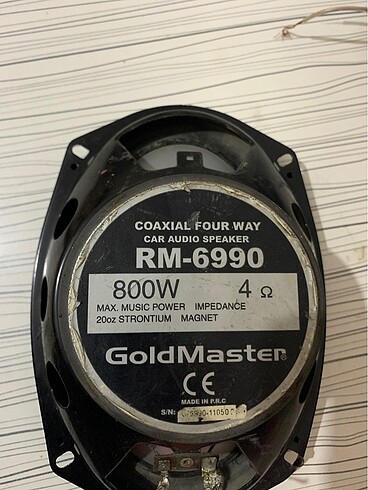 COAXIAL FOUR WAY
CAR AUDIO SPEAKER
RM-6990
800W 4 Ω
MAX. MUSIC POWER IMPEDANCE
20oz STRONTIUM MAGNET
GoldMaster®
CE
MADE IN P.R.C
S/N: